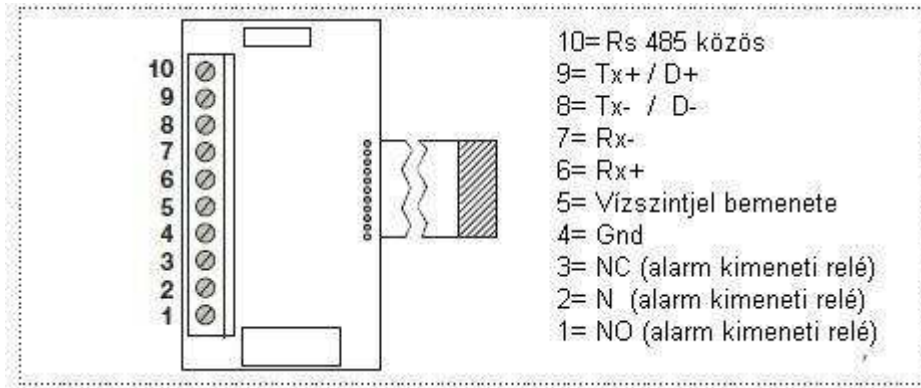 10
9
8
7
6
5
4
3
2
1
10= Rs 485 közös
9= Tx+ / D+
8= Tx- / D-
7= Rx-
6= Rx+
5= Vízszintjel bemenete
4= Gnd
3= NC (alarm kimeneti relé)
2= N (alarm kimeneti relé)
1= NO (alarm kimeneti relé)